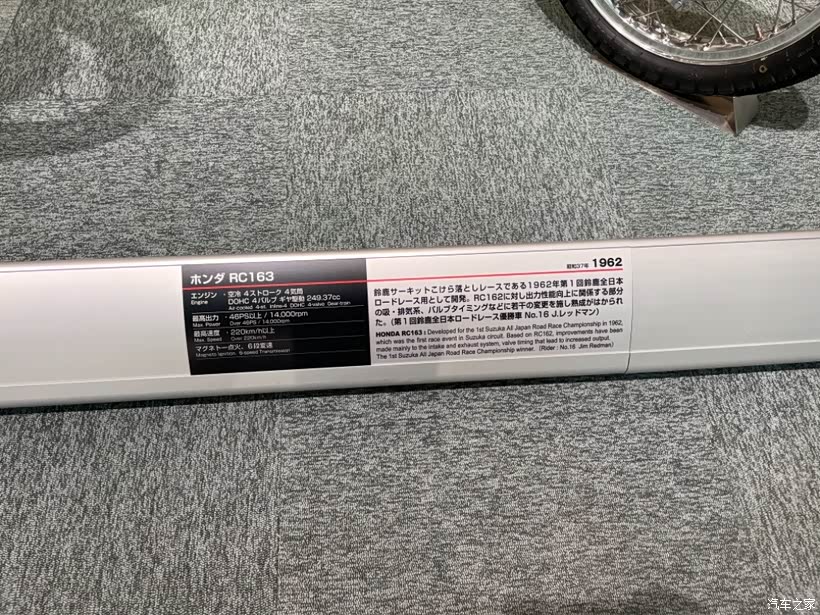 ホンダ RC163
エンジン ・空冷 4ストローク 4気筒
Engine DOHC 4バルブ ギヤ駆動 249.37cc
Air-cooled 4-st. Inline-4 DOHC 4-valve Gear-train
最高出力 ・46PS以上 / 14,000rpm
Max. Power Over 46PS / 14,000rpm
最高速度 ・220km/h以上
Max. Speed Over 220km/h
マグネトー点火、6段変速
Magneto Ignition. 6-speed Transmission
昭和37年 1962
鈴鹿サーキットこけら落としレースである1962年第1回鈴鹿全日本
ロードレース用として開発。RC162に対し出力性能向上に関係する部分
の吸・排気系、バルブタイミングなどに若干の変更を施し熟成がはかられ
た。（第1回鈴鹿全日本ロードレース優勝車 No.16 J.レッドマン）
HONDA RC163 : Developed for the 1st Suzuka All Japan Road Race Championship in 1962,
which was the first race event in Suzuka circuit. Based on RC162, improvements have been
made mainly to the intake and exhaust system, valve timing that lead to increased output.
The 1st Suzuka All Japan Road Race Championship winner. (Rider : No.16 Jim Redman)
汽车之家